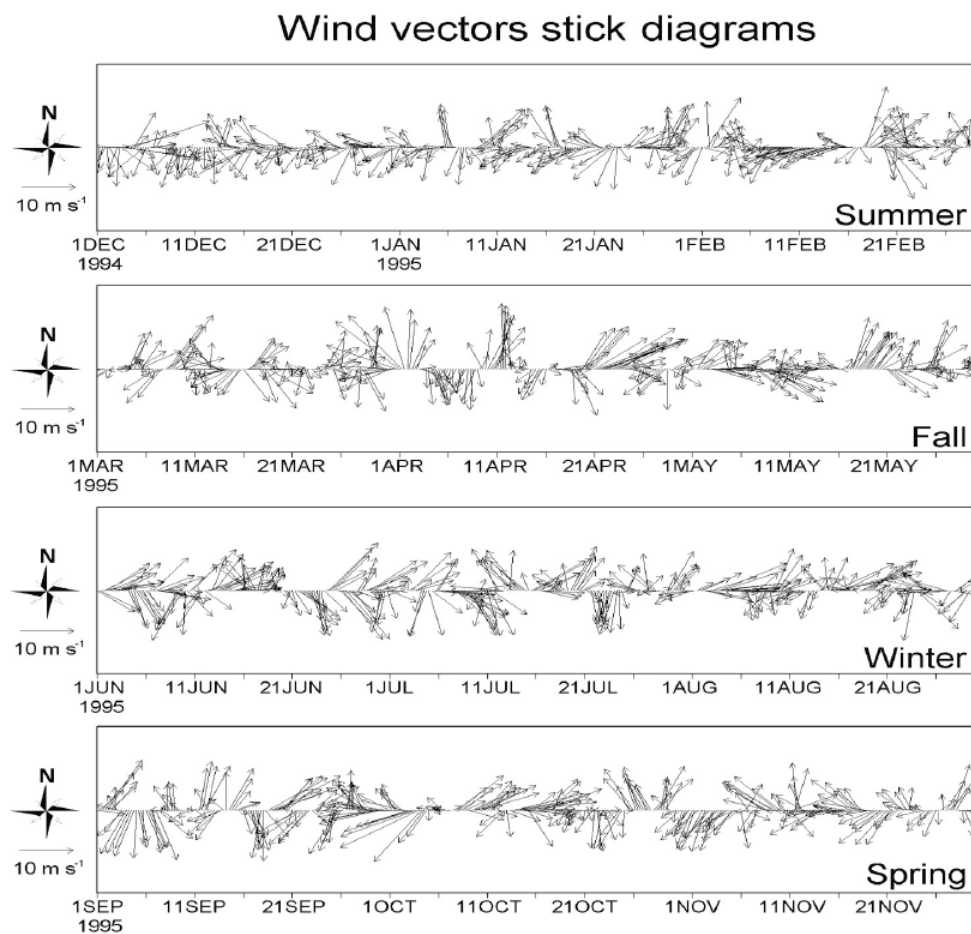 Wind vectors stick diagrams
N
10 m s-1
Summer
1DEC 11DEC 21DEC 1JAN 11JAN 21JAN 1FEB 11FEB 21FEB
1994 1995
N
10 m s-1
Fall
1MAR 11MAR 21MAR 1APR 11APR 21APR 1MAY 11MAY 21MAY
1995
N
10 m s-1
Winter
1JUN 11JUN 21JUN 1JUL 11JUL 21JUL 1AUG 11AUG 21AUG
1995
N
10 m s-1
Spring
1SEP 11SEP 21SEP 1OCT 11OCT 21OCT 1NOV 11NOV 21NOV
1995